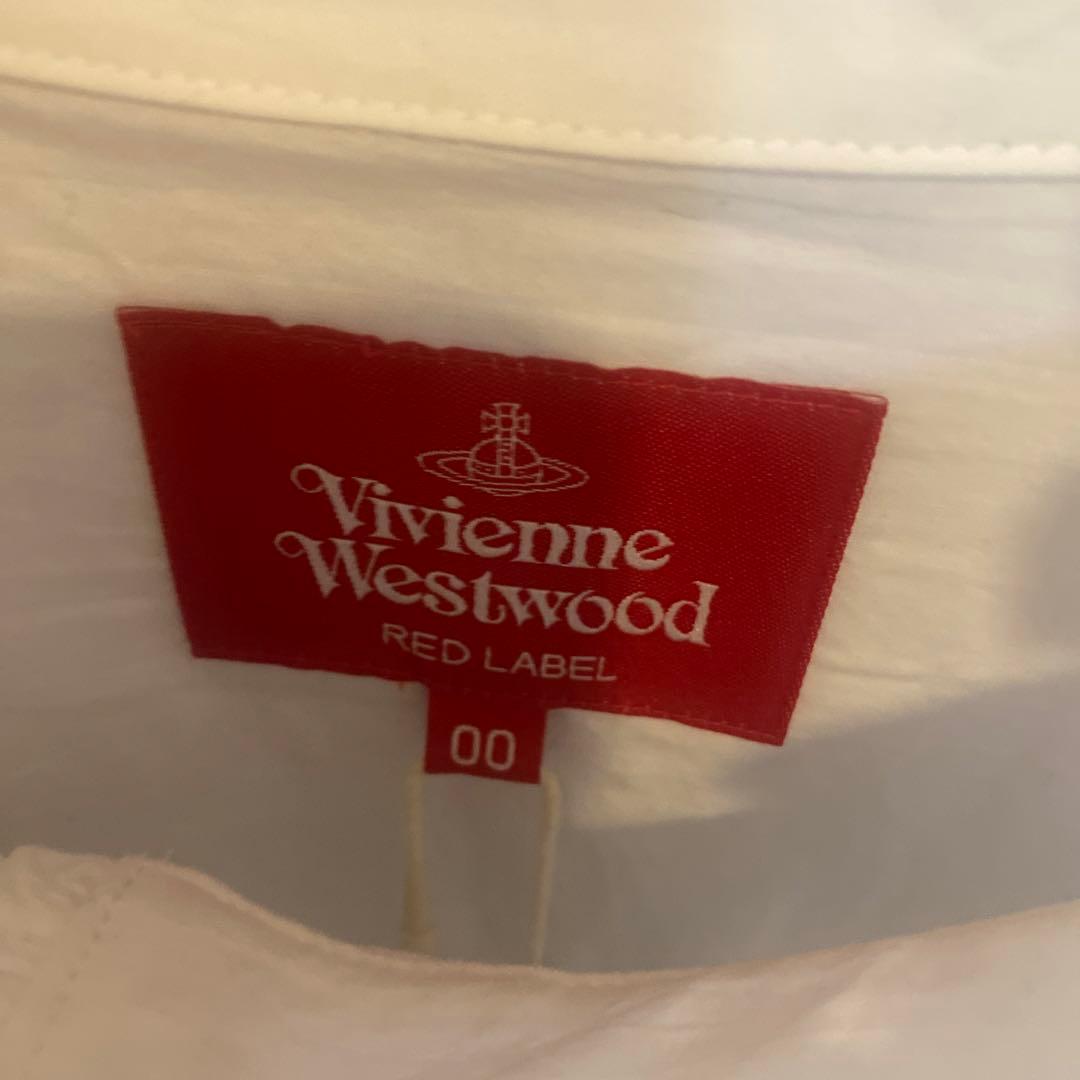 Vivienne
Westwood
RED LABEL
00